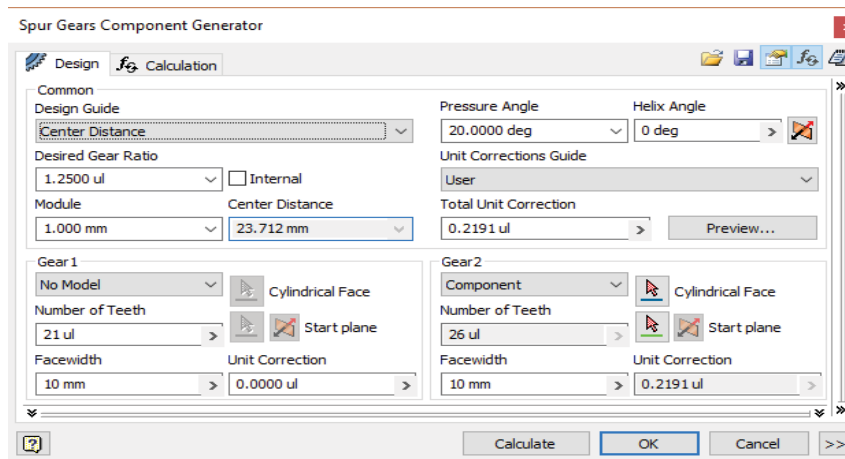 Spur Gears Component Generator
Design fG Calculation
Common
Design Guide Pressure Angle Helix Angle
Center Distance 20.0000 deg 0 deg >
Desired Gear Ratio Unit Corrections Guide
1.2500 ul Internal User
Module Center Distance Total Unit Correction
1.000 mm 23.712 mm 0.2191 ul > Preview...
Gear1 Gear2
No Model Cylindrical Face Component Cylindrical Face
Number of Teeth Number of Teeth
21 ul > Start plane 26 ul > Start plane
Facewidth Unit Correction Facewidth Unit Correction
10 mm > 0.0000 ul > 10 mm > 0.2191 ul >
Calculate OK Cancel >>